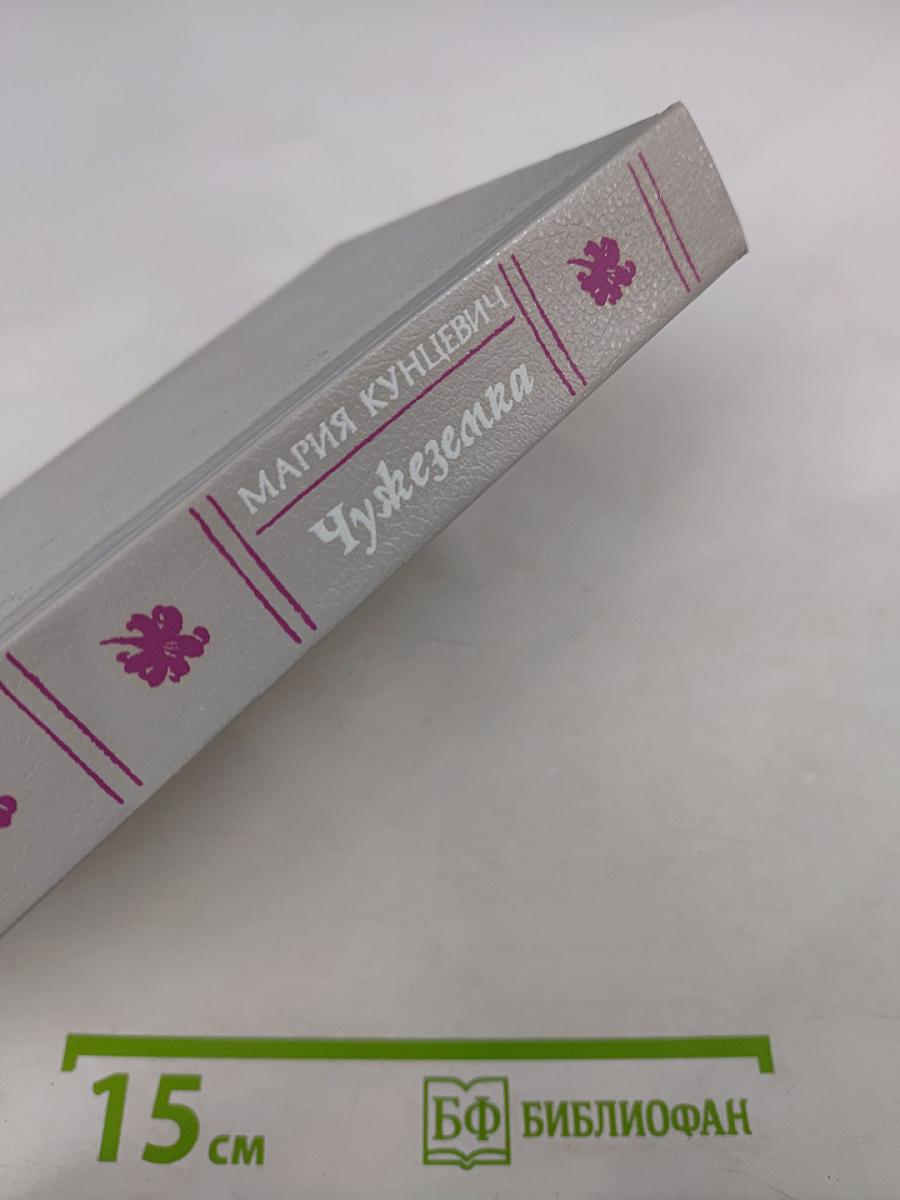 МАРИЯ КУНЦЕВИЧ
Чужеземка
15 см
БФ БИБЛИОФАН